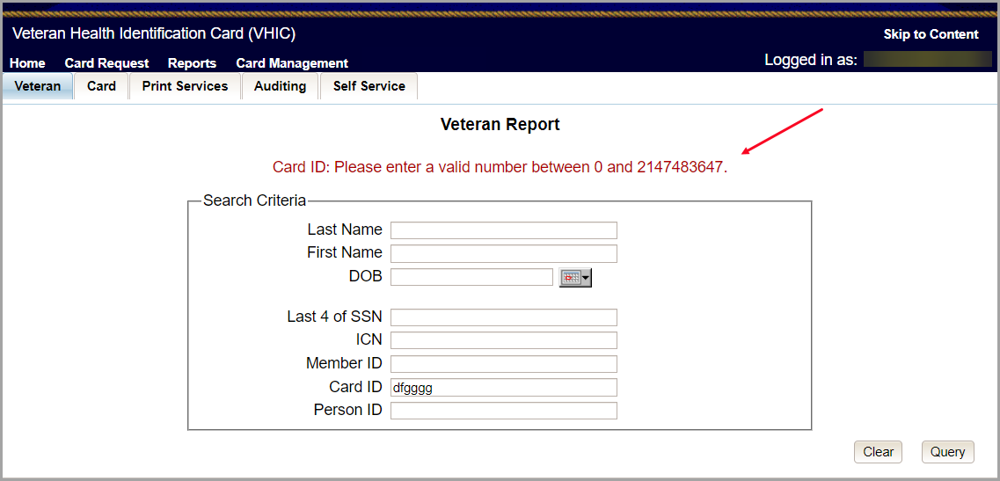 Veteran Health Identification Card (VHIC)
Skip to Content
Home Card Request Reports Card Management
Logged in as:
Veteran Card Print Services Auditing Self Service
Veteran Report
Card ID: Please enter a valid number between 0 and 2147483647.
Search Criteria
Last Name
First Name
DOB
Last 4 of SSN
ICN
Member ID
Card ID dfgggg
Person ID
Clear Query